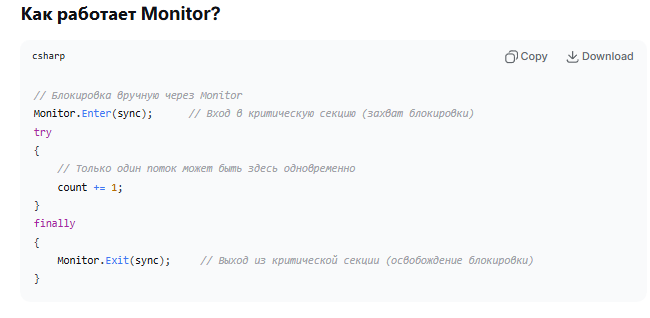 Как работает Monitor?
csharp
Copy
Download
// Блокировка вручную через Monitor
Monitor.Enter(sync);      // Вход в критическую секцию (захват блокировки)
try
{
    // Только один поток может быть здесь одновременно
    count += 1;
}
finally
{
    Monitor.Exit(sync);     // Выход из критической секции (освобождение блокировки)
}